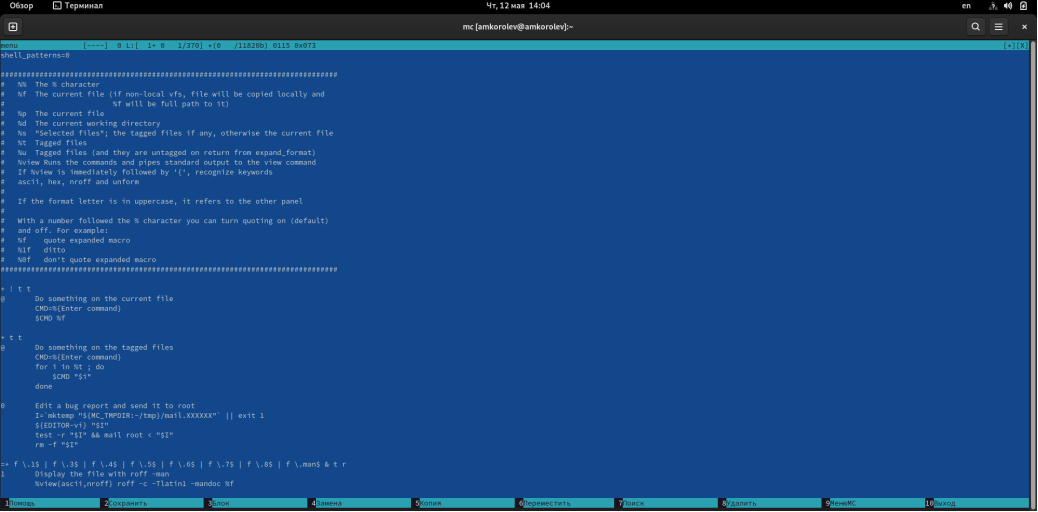 Обзор Терминал Чт, 12 мая 14:04 en
mc [amkorolev@amkorolev]:~
menu [----] 0 L:[ 1+ 0 1/370] *(0 /11820b) 0115 0x073 [*][X]
shell_patterns=0
##############################################################################
# %% The % character
# %f The current file (if non-local vfs, file will be copied locally and
# %f will be full path to it)
# %p The current file
# %d The current working directory
# %s "Selected files"; the tagged files if any, otherwise the current file
# %t Tagged files
# %u Tagged files (and they are untagged on return from expand_format)
# %view Runs the commands and pipes standard output to the view command
# If %view is immediately followed by '{', recognize keywords
# ascii, hex, nroff and unform
#
# If the format letter is in uppercase, it refers to the other panel
#
# With a number followed the % character you can turn quoting on (default)
# and off. For example:
# %f quote expanded macro
# %1f ditto
# %0f don't quote expanded macro
##############################################################################
+ ! t t
@ Do something on the current file
CMD=%{Enter command}
$CMD %f
+ t t
@ Do something on the tagged files
CMD=%{Enter command}
for i in %t ; do
$CMD "$i"
done
0 Edit a bug report and send it to root
I=`mktemp "${MC_TMPDIR:-/tmp}/mail.XXXXXX"` || exit 1
${EDITOR-vi} "$I"
test -r "$I" && mail root < "$I"
rm -f "$I"
=+ f \.1$ | f \.3$ | f \.4$ | f \.5$ | f \.6$ | f \.7$ | f \.8$ | f \.man$ & t r
1 Display the file with roff -man
%view{ascii,nroff} roff -c -Tlatin1 -mandoc %f
1Помощь 2Сохранить 3Блок 4Замена 5Копия 6Переместить 7Поиск 8Удалить 9МенюMC 10Выход